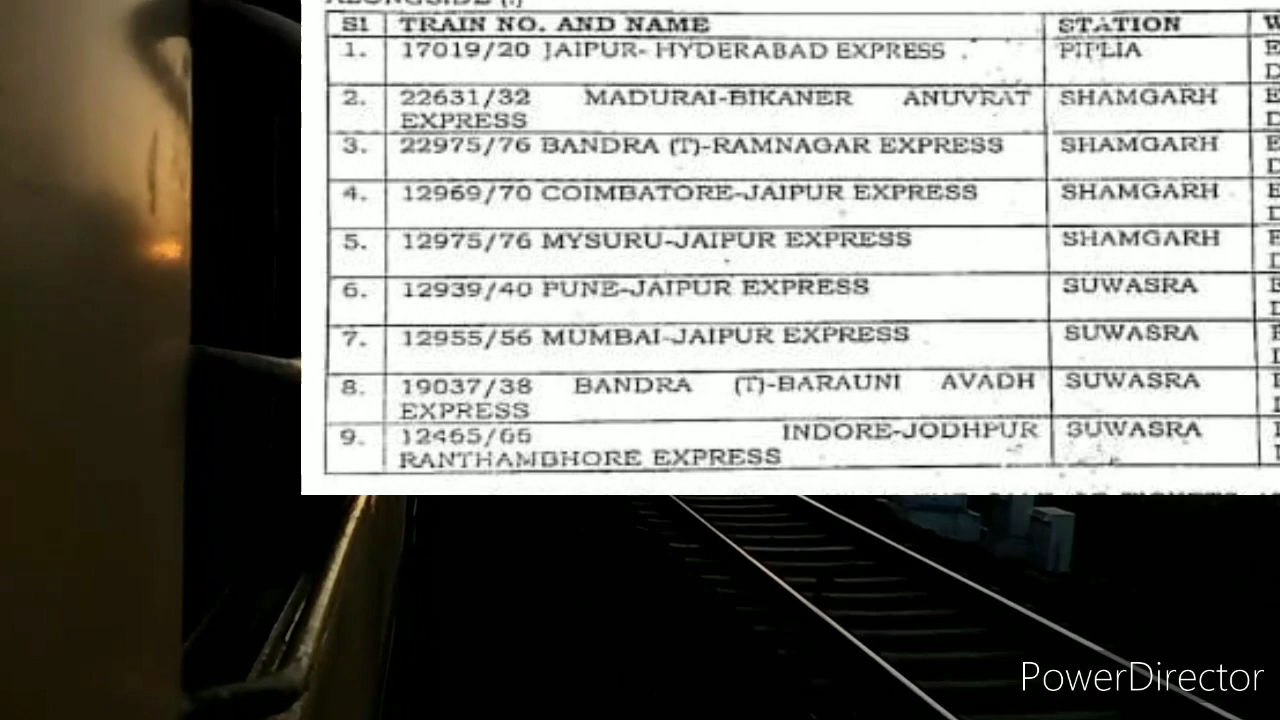 Sl TRAIN NO. AND NAME STATION
1. 17019/20 JAIPUR- HYDERABAD EXPRESS PIPLIA
2. 22631/32 MADURAI-BIKANER ANUVRAT SHAMGARH
EXPRESS
3. 22975/76 BANDRA (T)-RAMNAGAR EXPRESS SHAMGARH
4. 12969/70 COIMBATORE-JAIPUR EXPRESS SHAMGARH
5. 12975/76 MYSURU-JAIPUR EXPRESS SHAMGARH
6. 12939/40 PUNE-JAIPUR EXPRESS SUWASRA
7. 12955/56 MUMBAI-JAIPUR EXPRESS SUWASRA
8. 19037/38 BANDRA (T)-BARAUNI AVADH SUWASRA
EXPRESS
9. 12465/66 INDORE-JODHPUR SUWASRA
RANTHAMBHORE EXPRESS
PowerDirector